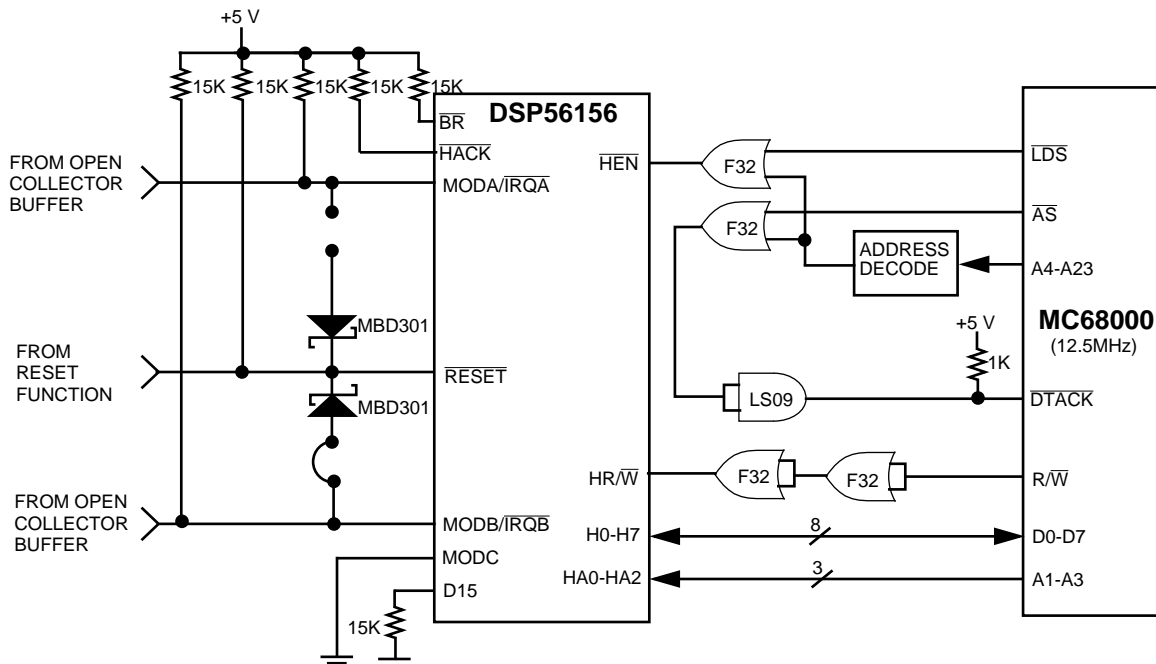 +5 V
15K 15K 15K 15K 15K
DSP56156
BR
HACK
FROM OPEN
COLLECTOR
BUFFER
MODA/IRQA
HEN
F32
LDS
F32
AS
ADDRESS
DECODE
A4-A23
MBD301
+5 V
MC68000
(12.5MHz)
1K
FROM
RESET
FUNCTION
RESET
MBD301
LS09
DTACK
HR/W
F32
F32
R/W
FROM OPEN
COLLECTOR
BUFFER
MODB/IRQB
H0-H7
8
D0-D7
MODC
HA0-HA2
3
A1-A3
D15
15K